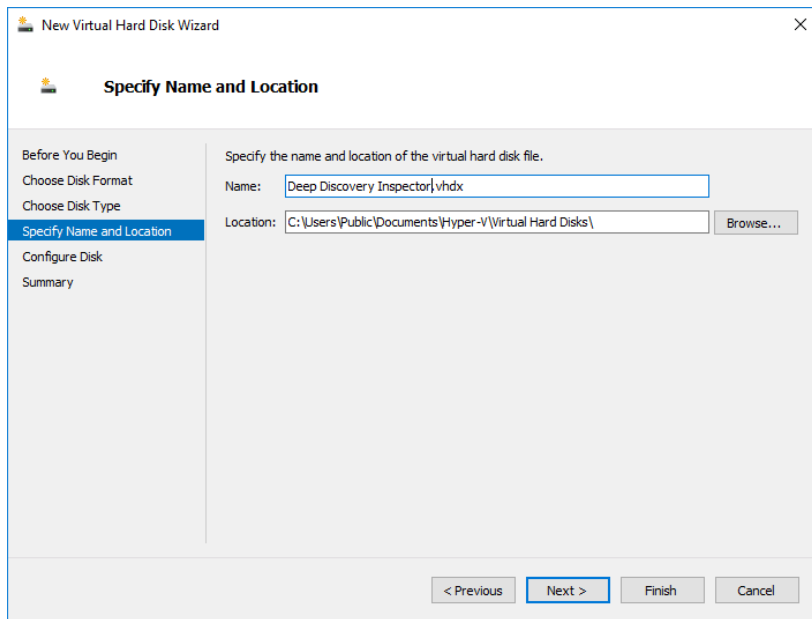 New Virtual Hard Disk Wizard
Specify Name and Location
Before You Begin
Choose Disk Format
Choose Disk Type
Specify Name and Location
Configure Disk
Summary
Specify the name and location of the virtual hard disk file.
Name: Deep Discovery Inspector.vhdx
Location: C:\Users\Public\Documents\Hyper-V\Virtual Hard Disks\ Browse...
< Previous Next > Finish Cancel